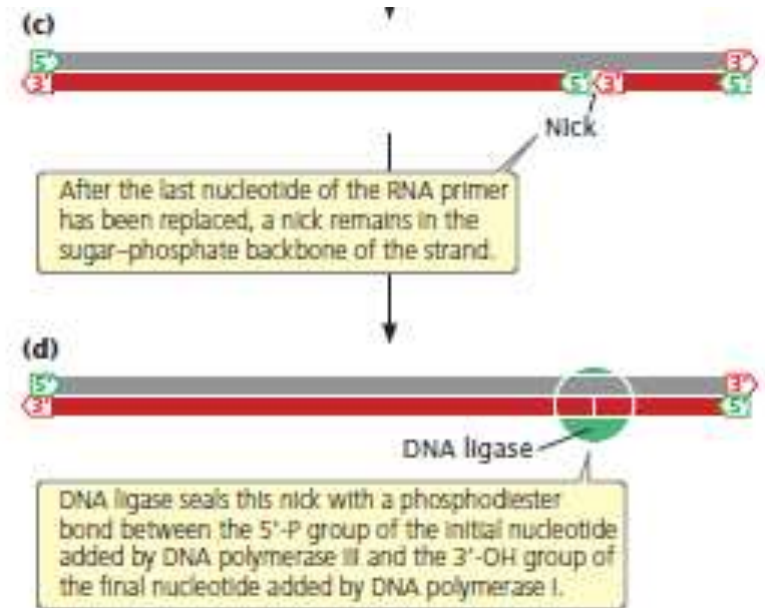 (c)
5' 3'
3' 5' 3' 5'
Nick
After the last nucleotide of the RNA primer
has been replaced, a nick remains in the
sugar–phosphate backbone of the strand.
(d)
5' 3'
3' 5'
DNA ligase
DNA ligase seals this nick with a phosphodiester
bond between the 5'-P group of the initial nucleotide
added by DNA polymerase III and the 3'-OH group of
the final nucleotide added by DNA polymerase I.